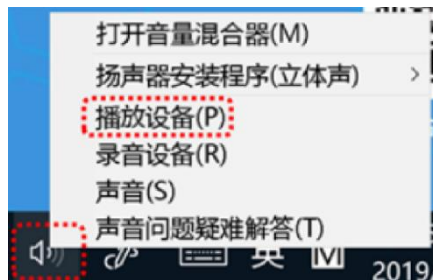 打开音量混合器(M)
扬声器安装程序(立体声)
播放设备(P)
录音设备(R)
声音(S)
声音问题疑难解答(T)
英 M
2019